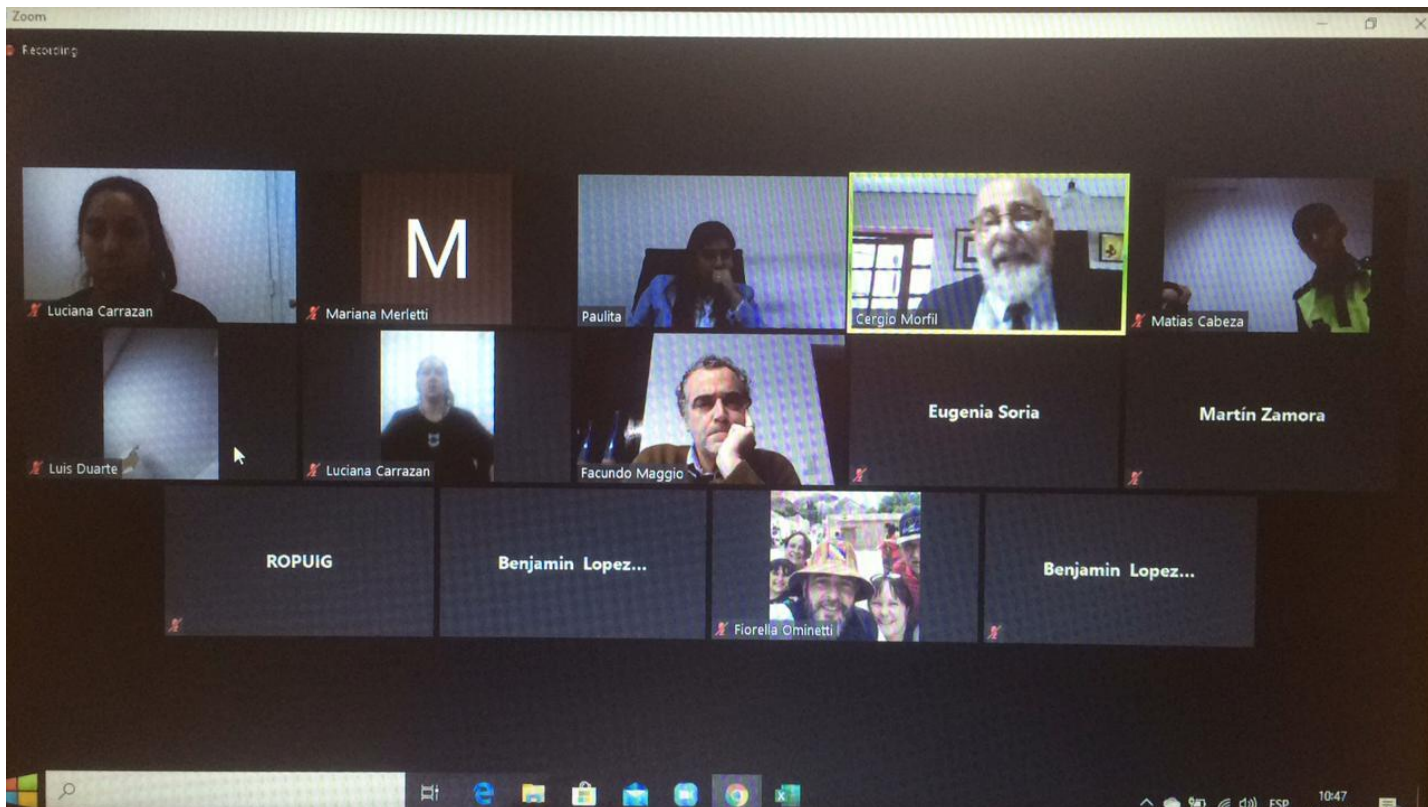 Zoom
Recording
M
Luciana Carrazan
Mariana Merletti
Paulita
Cergio Morfil
Matias Cabeza
Luis Duarte
Luciana Carrazan
Facundo Maggio
Eugenia Soria
Martín Zamora
ROPUIG
Benjamin Lopez...
Fiorella Ominetti
Benjamin Lopez...
ESP
10:47